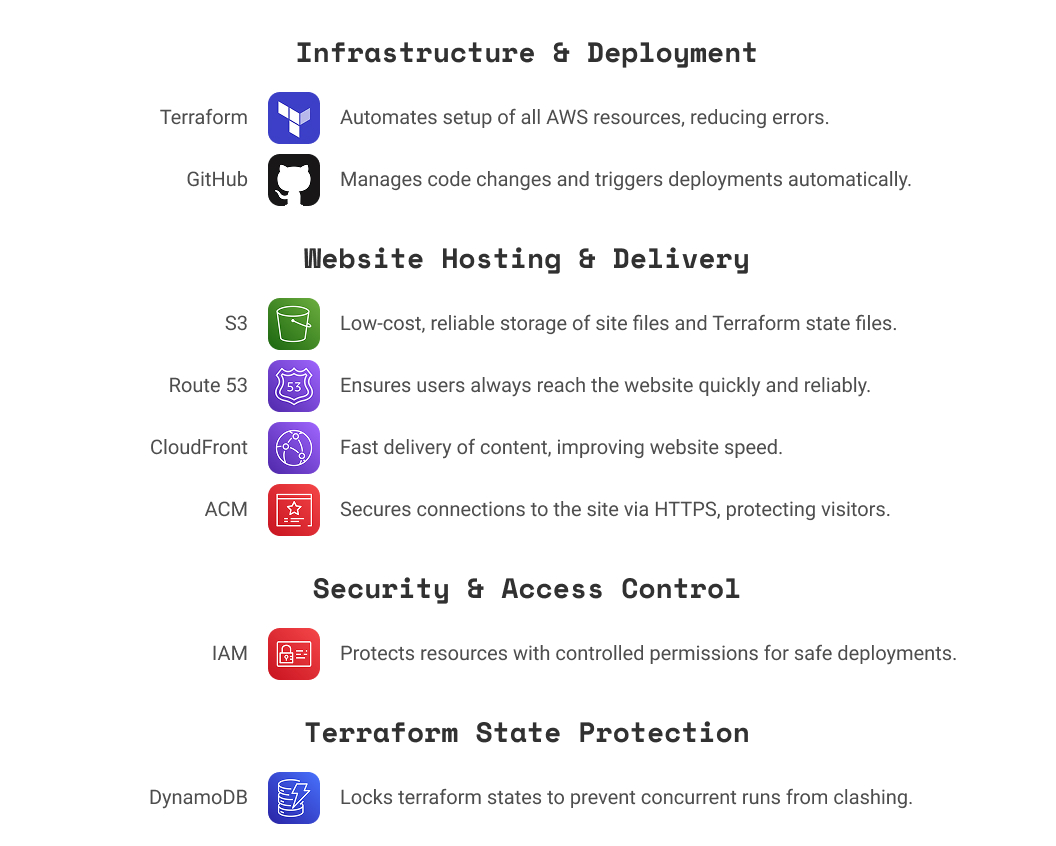 Infrastructure & Deployment
Terraform Automates setup of all AWS resources, reducing errors.
GitHub Manages code changes and triggers deployments automatically.
Website Hosting & Delivery
S3 Low-cost, reliable storage of site files and Terraform state files.
Route 53 53 Ensures users always reach the website quickly and reliably.
CloudFront Fast delivery of content, improving website speed.
ACM Secures connections to the site via HTTPS, protecting visitors.
Security & Access Control
IAM Protects resources with controlled permissions for safe deployments.
Terraform State Protection
DynamoDB Locks terraform states to prevent concurrent runs from clashing.